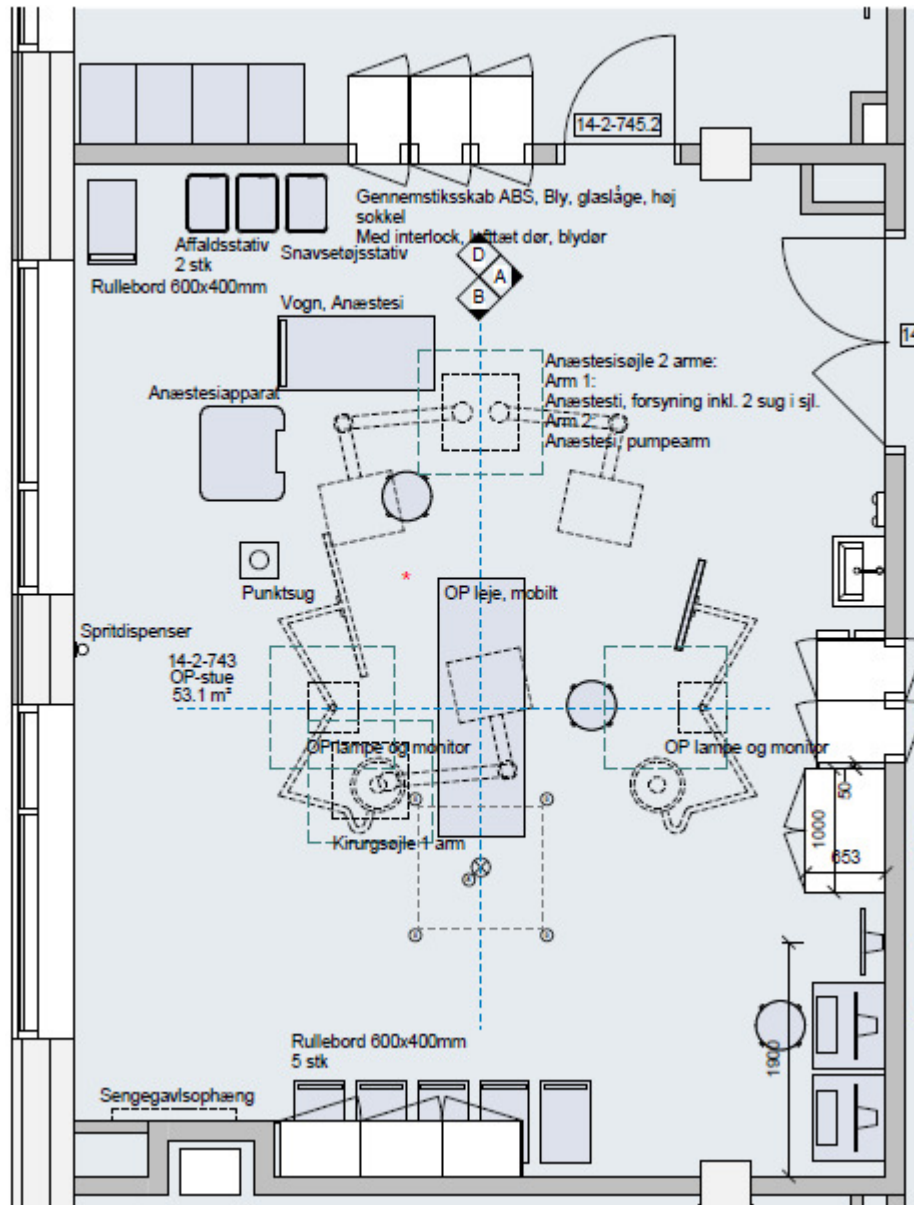 14-2-745.2
Gennemstiksskab ABS, Bly, glaslåge, høj
sokkel
Med interlock, lufttæt dør, blydør
Affaldsstativ
2 stk
Snavsetøjsstativ
Rullebord 600x400mm
D
A
B
Vogn, Anæstesi
14
Anæstesisøjle 2 arme:
Arm 1:
Anæstesti, forsyning inkl. 2 sug i sjl.
Arm 2:
Anæstesi, pumpearm
Anæstesiapparat
*
Punktsug
OP leje, mobilt
Spritdispenser
14-2-743
OP-stue
53.1 m²
OP lampe og monitor
OP lampe og monitor
50
1000
653
Kirurgsøjle 1 arm
1900
Rullebord 600x400mm
5 stk
Sengegavlsophæng